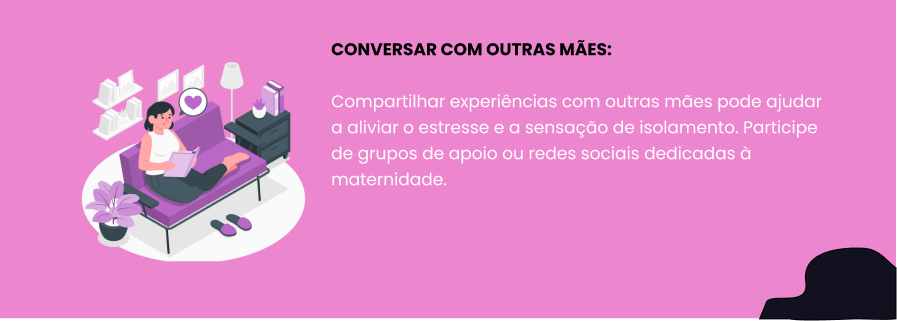 CONVERSAR COM OUTRAS MÃES:
Compartilhar experiências com outras mães pode ajudar
a aliviar o estresse e a sensação de isolamento. Participe
de grupos de apoio ou redes sociais dedicadas à
maternidade.